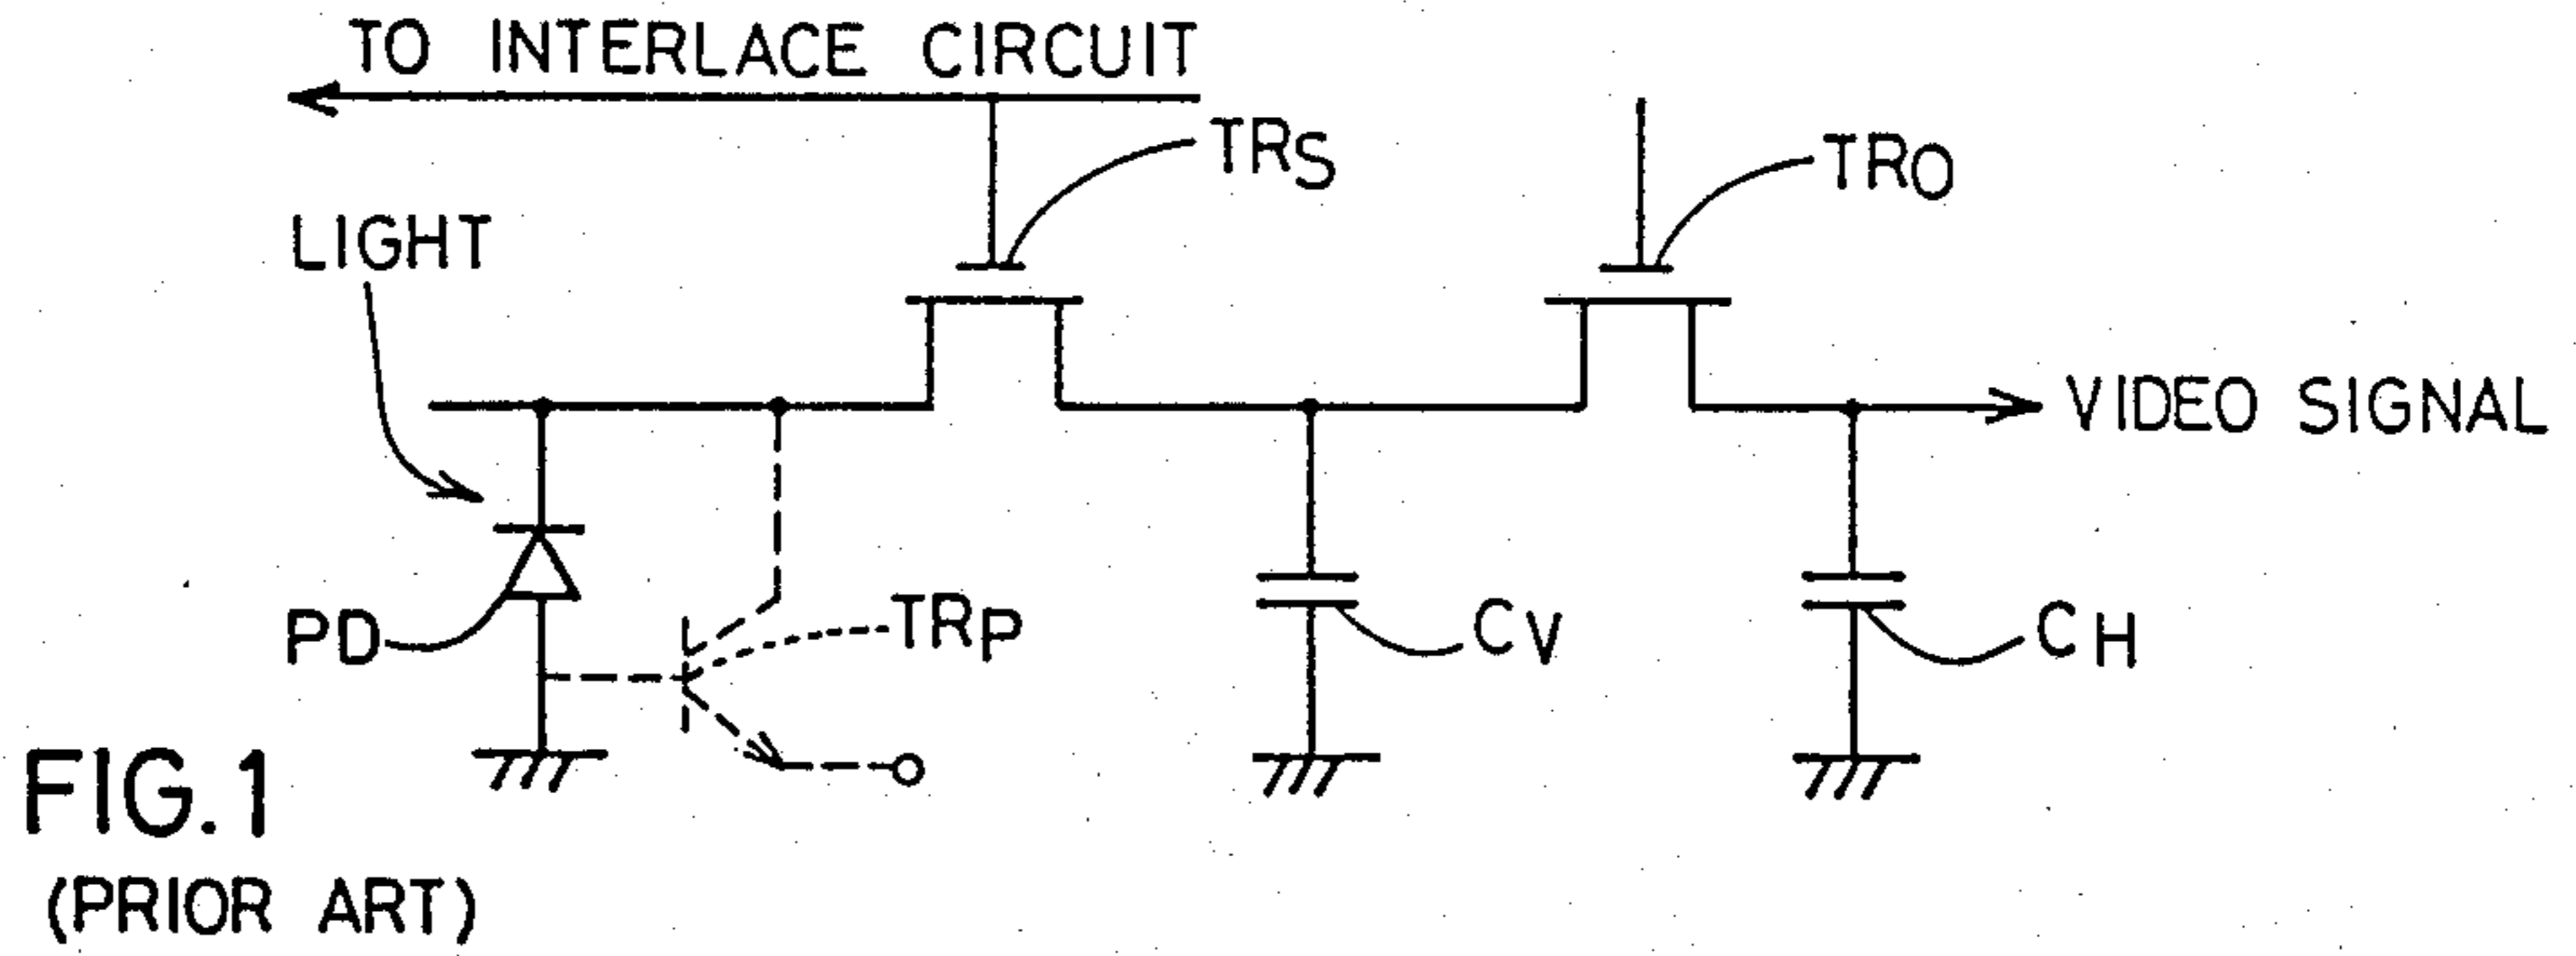 TO INTERLACE CIRCUIT
TRS
TRO
LIGHT
VIDEO SIGNAL
PD
TRP
CV
CH
FIG.1
(PRIOR ART)